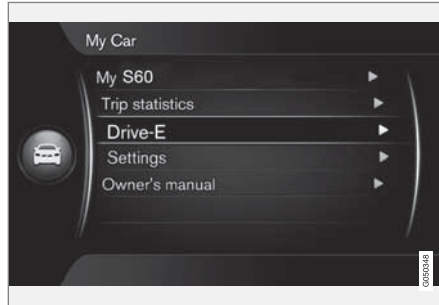 My Car
My S60
Trip statistics
Drive-E
Settings
Owner's manual
G050348